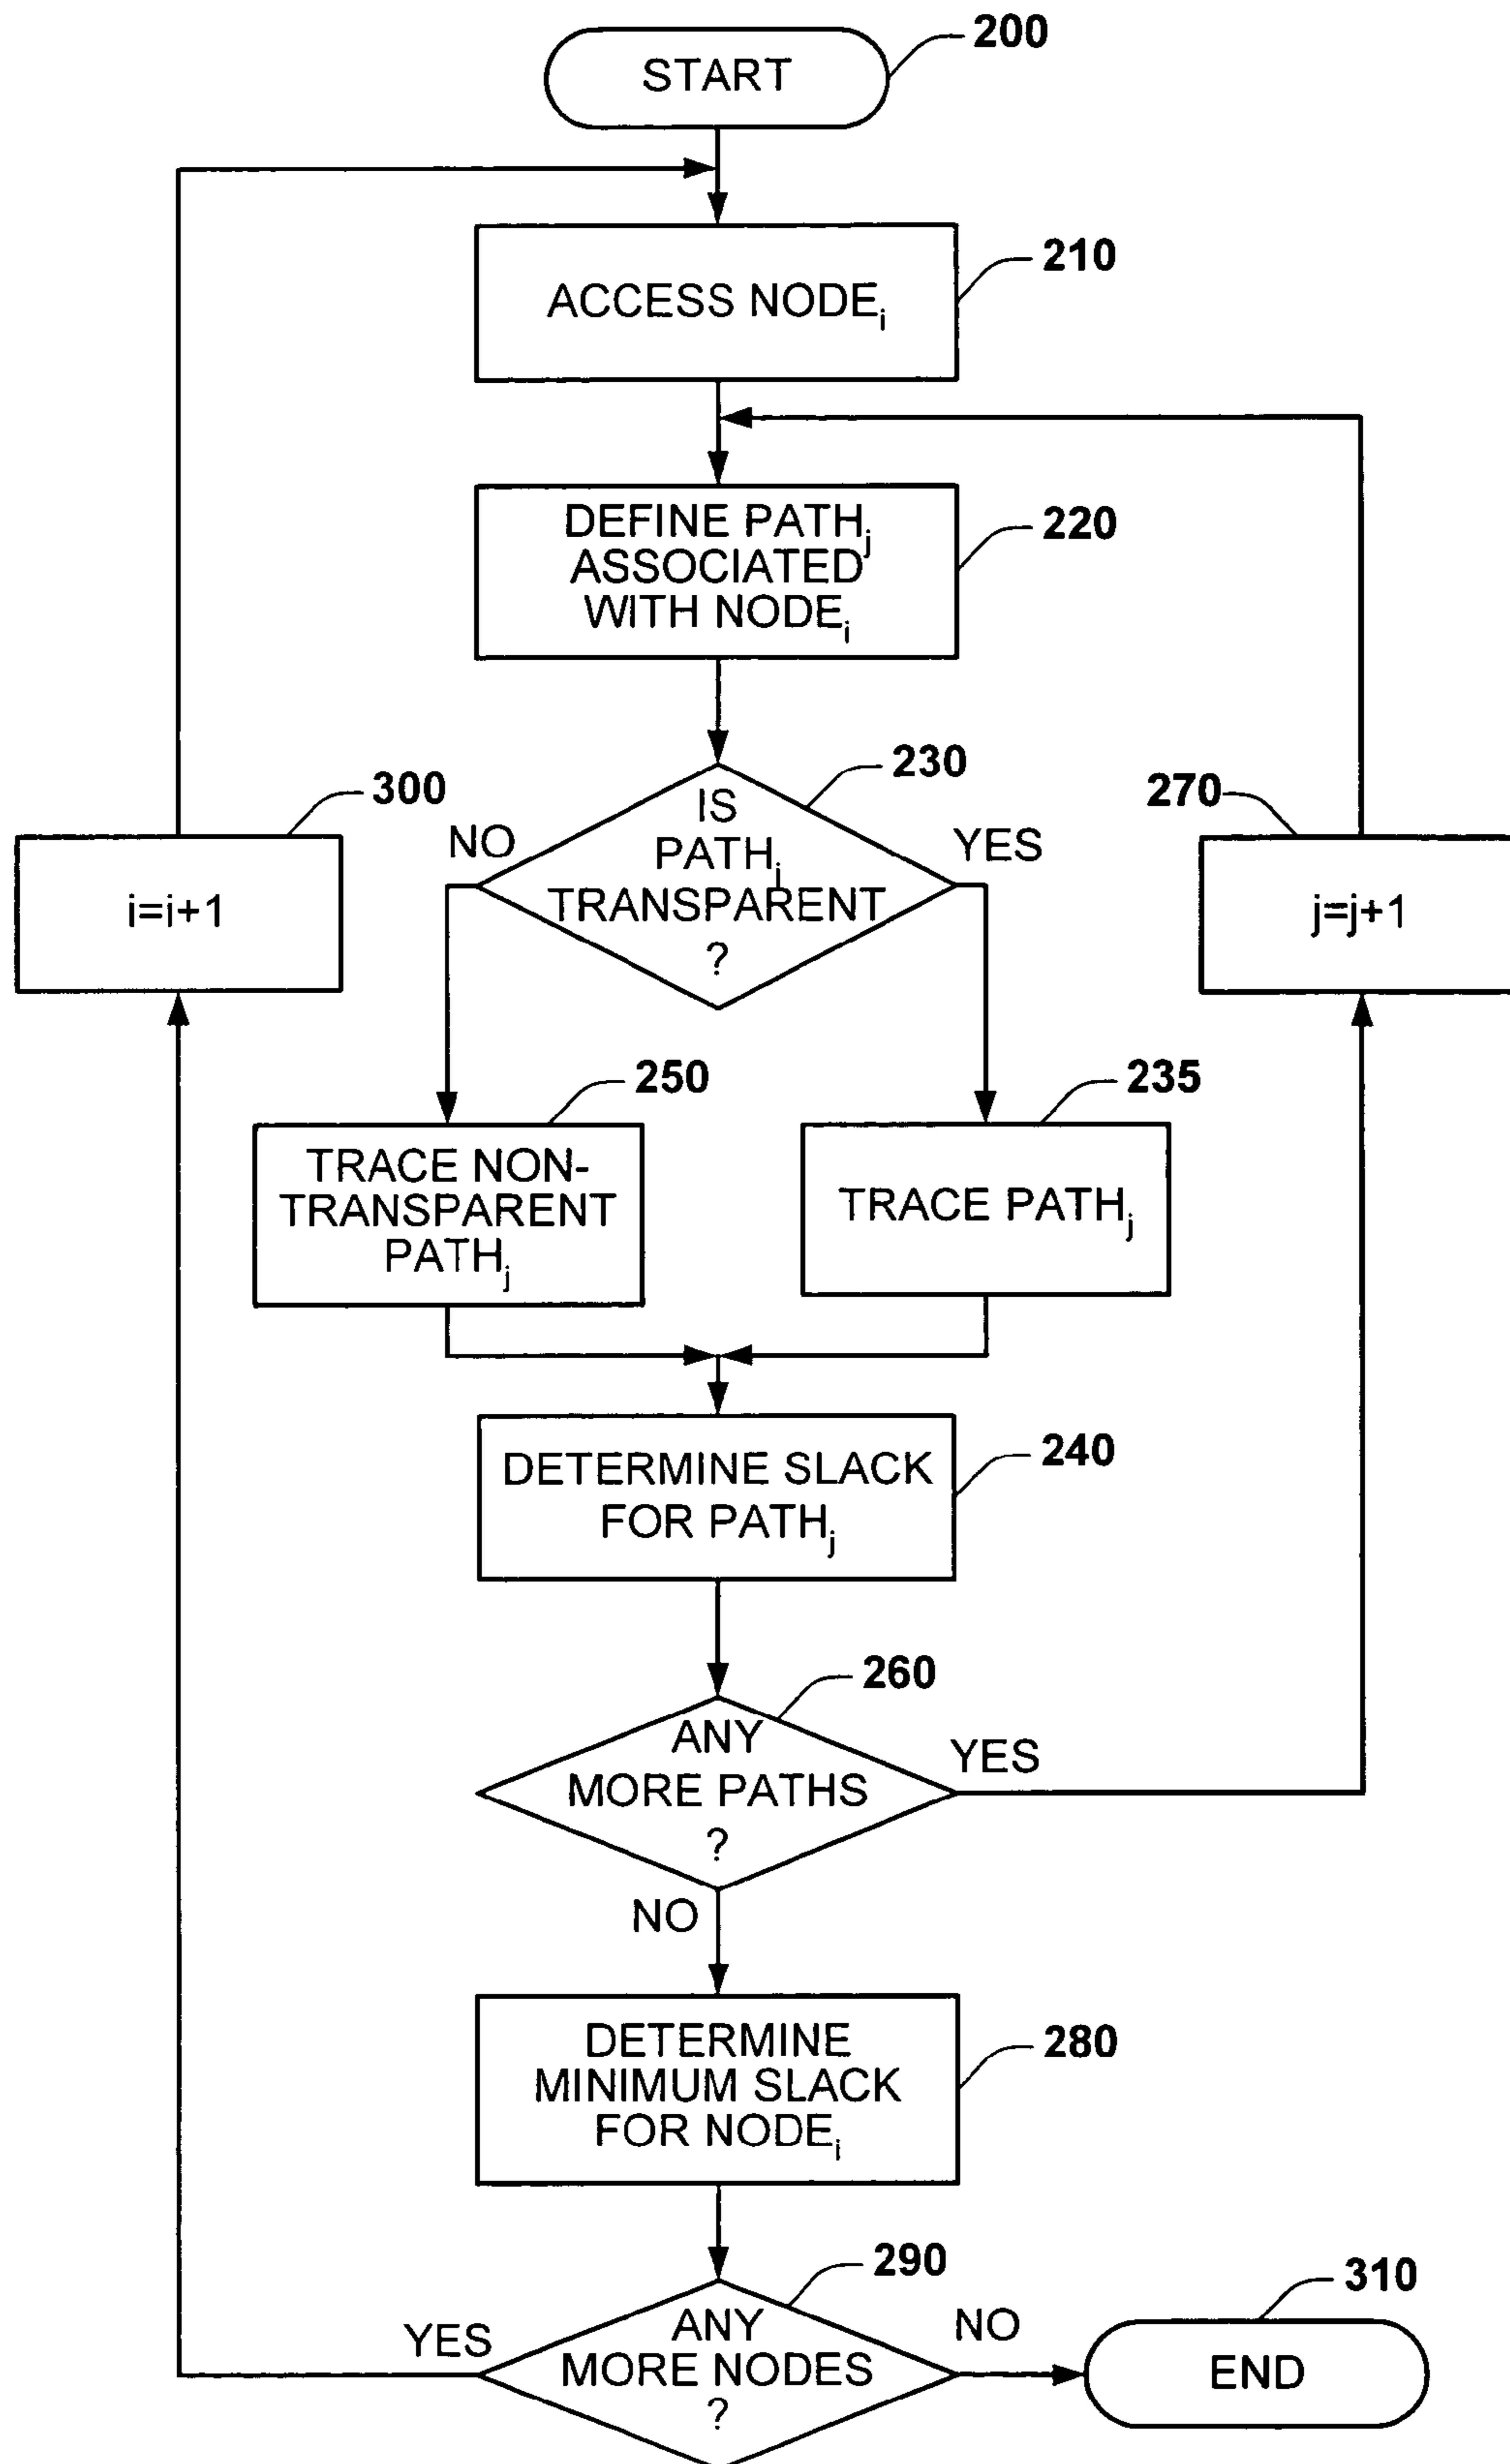 200
START
210
ACCESS NODEi
DEFINE PATHj
ASSOCIATED
WITH NODEi
220
230
IS
PATHj
TRANSPARENT
?
NO
YES
300
i=i+1
270
j=j+1
250
TRACE NON-
TRANSPARENT
PATHj
235
TRACE PATHj
240
DETERMINE SLACK
FOR PATHj
260
ANY
MORE PATHS
?
YES
NO
DETERMINE
MINIMUM SLACK
FOR NODEi
280
290
ANY
MORE NODES
?
YES
NO
310
END